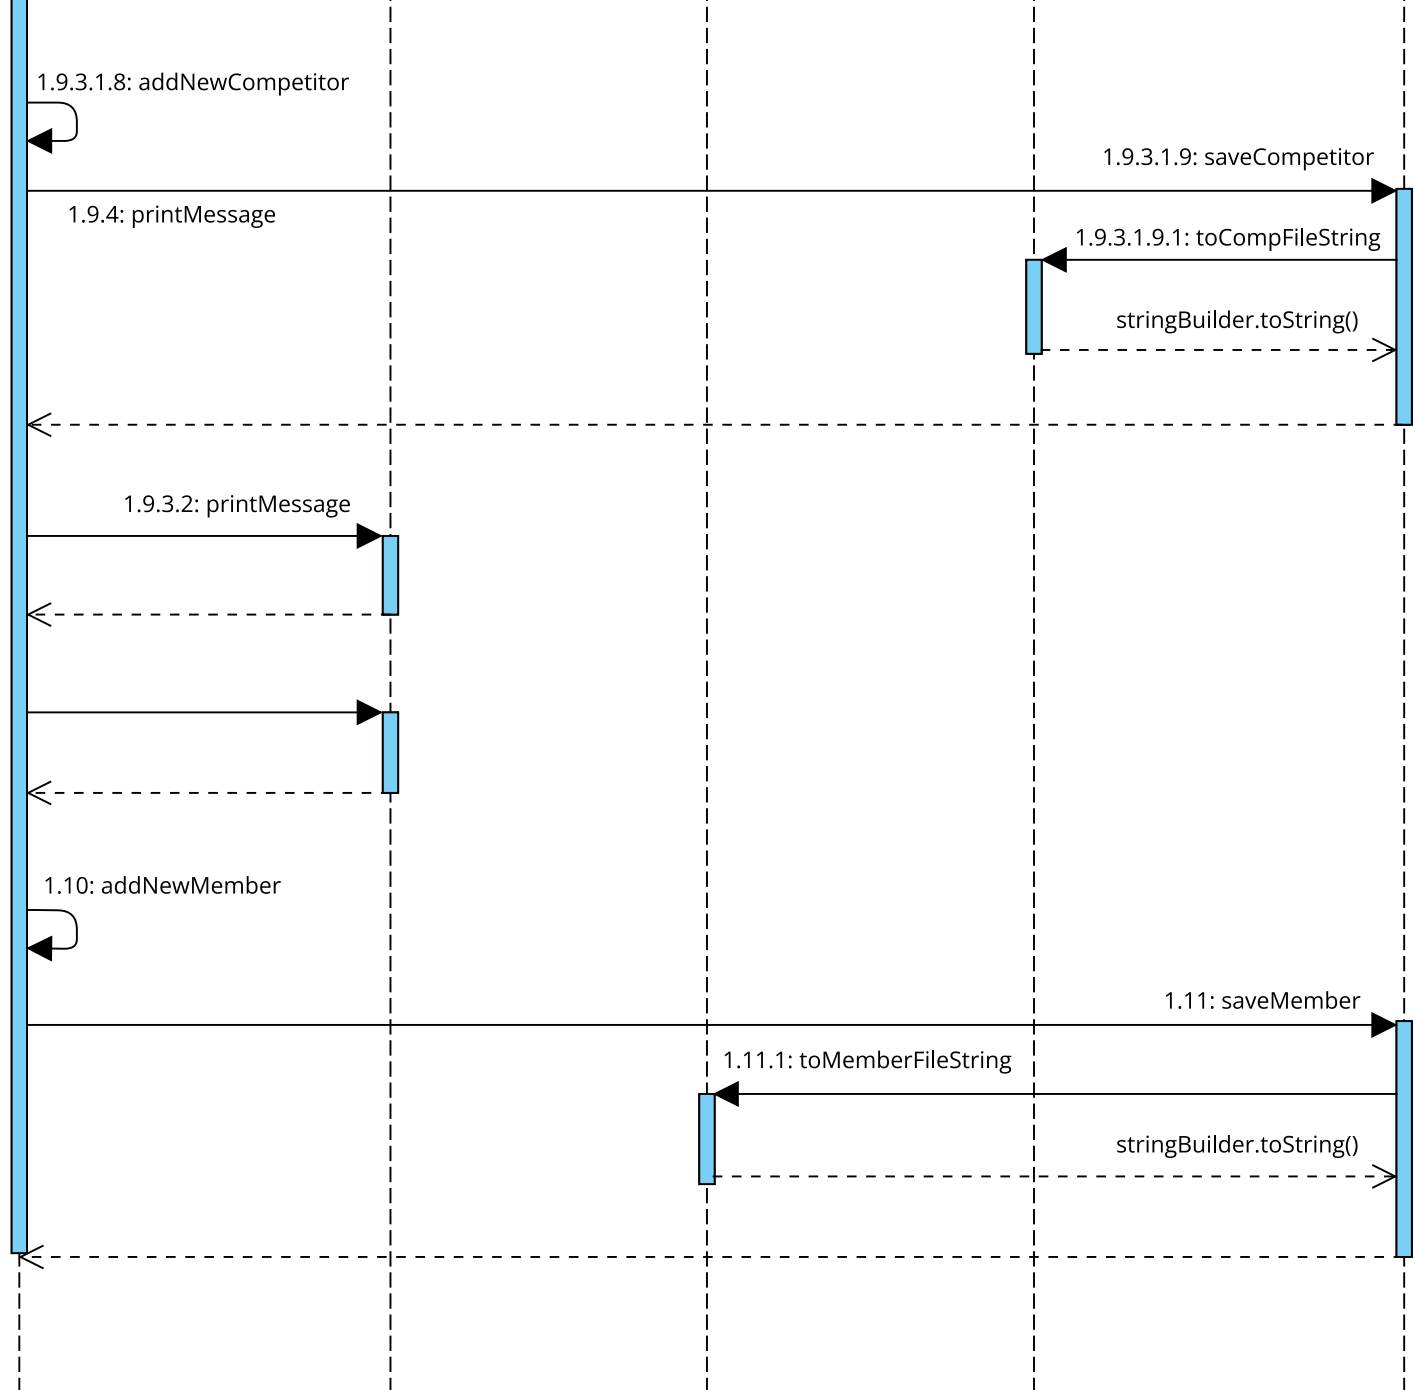 1.9.3.1.8: addNewCompetitor
1.9.3.1.9: saveCompetitor
1.9.4: printMessage
1.9.3.1.9.1: toCompFileString
stringBuilder.toString()
1.9.3.2: printMessage
1.10: addNewMember
1.11: saveMember
1.11.1: toMemberFileString
stringBuilder.toString()